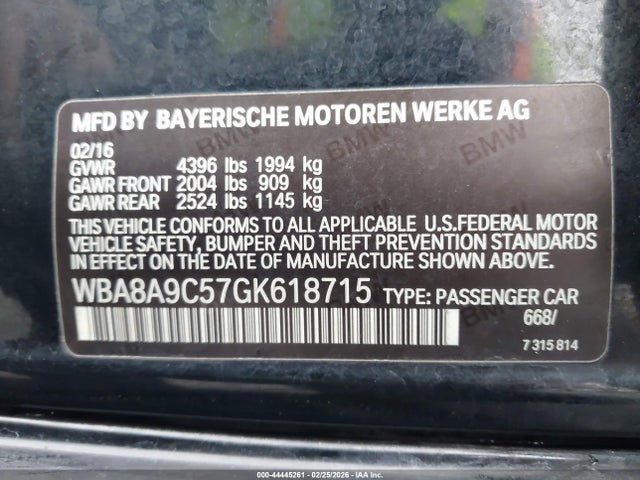 MFD BY BAYERISCHE MOTOREN WERKE AG
02/16
GVWR 4396 lbs 1994 kg
GAWR FRONT 2004 lbs 909 kg
GAWR REAR 2524 lbs 1145 kg
THIS VEHICLE CONFORMS TO ALL APPLICABLE U.S.FEDERAL MOTOR
VEHICLE SAFETY, BUMPER AND THEFT PREVENTION STANDARDS
IN EFFECT ON THE DATE OF MANUFACTURE SHOWN ABOVE.
WBA8A9C57GK618715 TYPE: PASSENGER CAR
668/
7 315 814
000-44445261 - 02/25/2026 - IAAI, Inc.